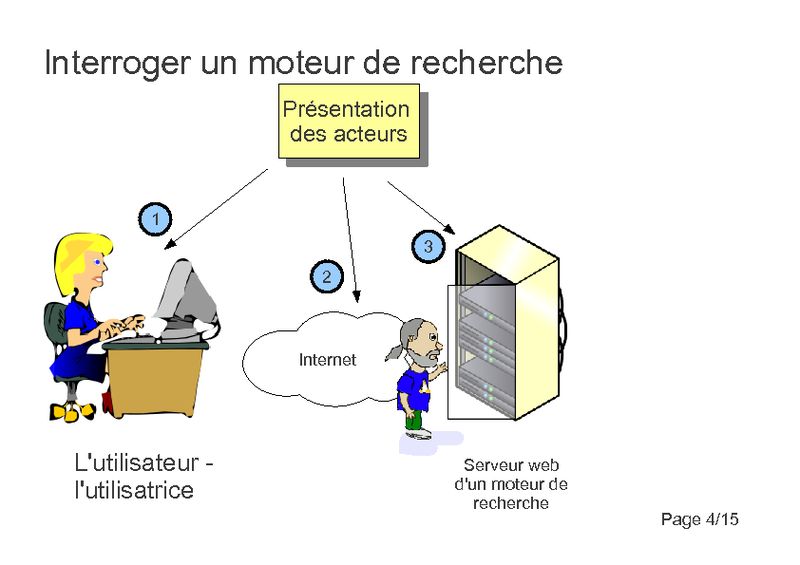 Interroger un moteur de recherche
Présentation
des acteurs
1
2
3
Internet
L'utilisateur -
l'utilisatrice
Serveur web
d'un moteur de
recherche
Page 4/15